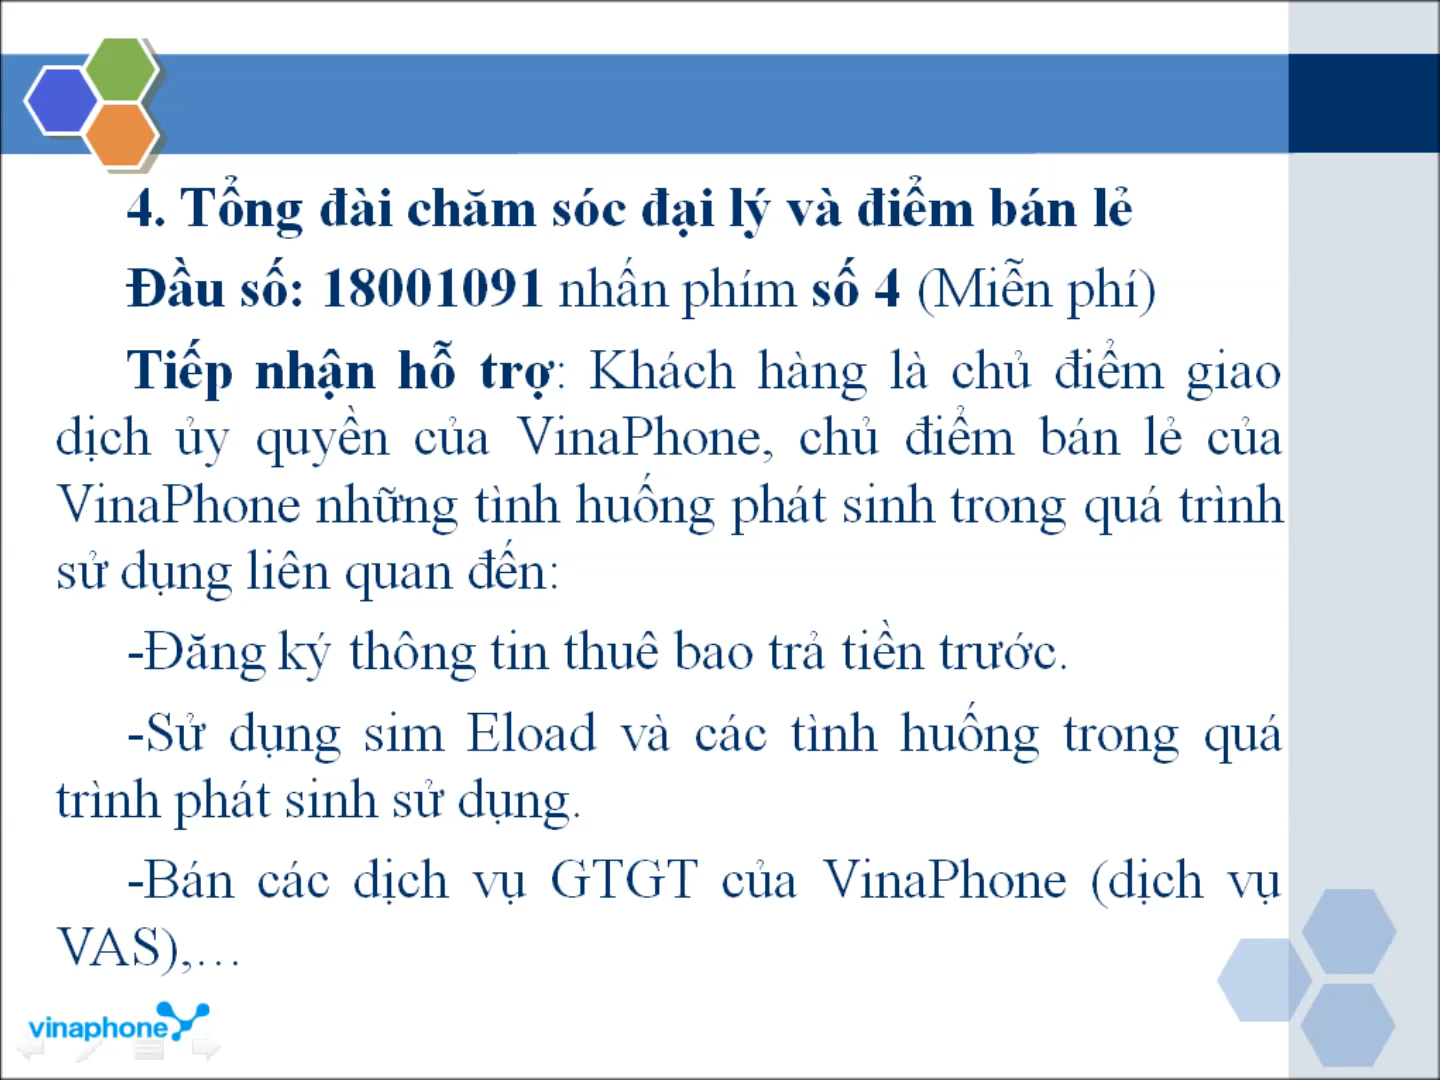 4. Tổng đài chăm sóc đại lý và điểm bán lẻ
Đầu số: 18001091 nhấn phím số 4 (Miễn phí)
Tiếp nhận hỗ trợ: Khách hàng là chủ điểm giao
dịch ủy quyền của VinaPhone, chủ điểm bán lẻ của
VinaPhone những tình huống phát sinh trong quá trình
sử dụng liên quan đến:
-Đăng ký thông tin thuê bao trả tiền trước.
-Sử dụng sim Eload và các tình huống trong quá
trình phát sinh sử dụng.
-Bán các dịch vụ GTGT của VinaPhone (dịch vụ
VAS),…
vinaphone